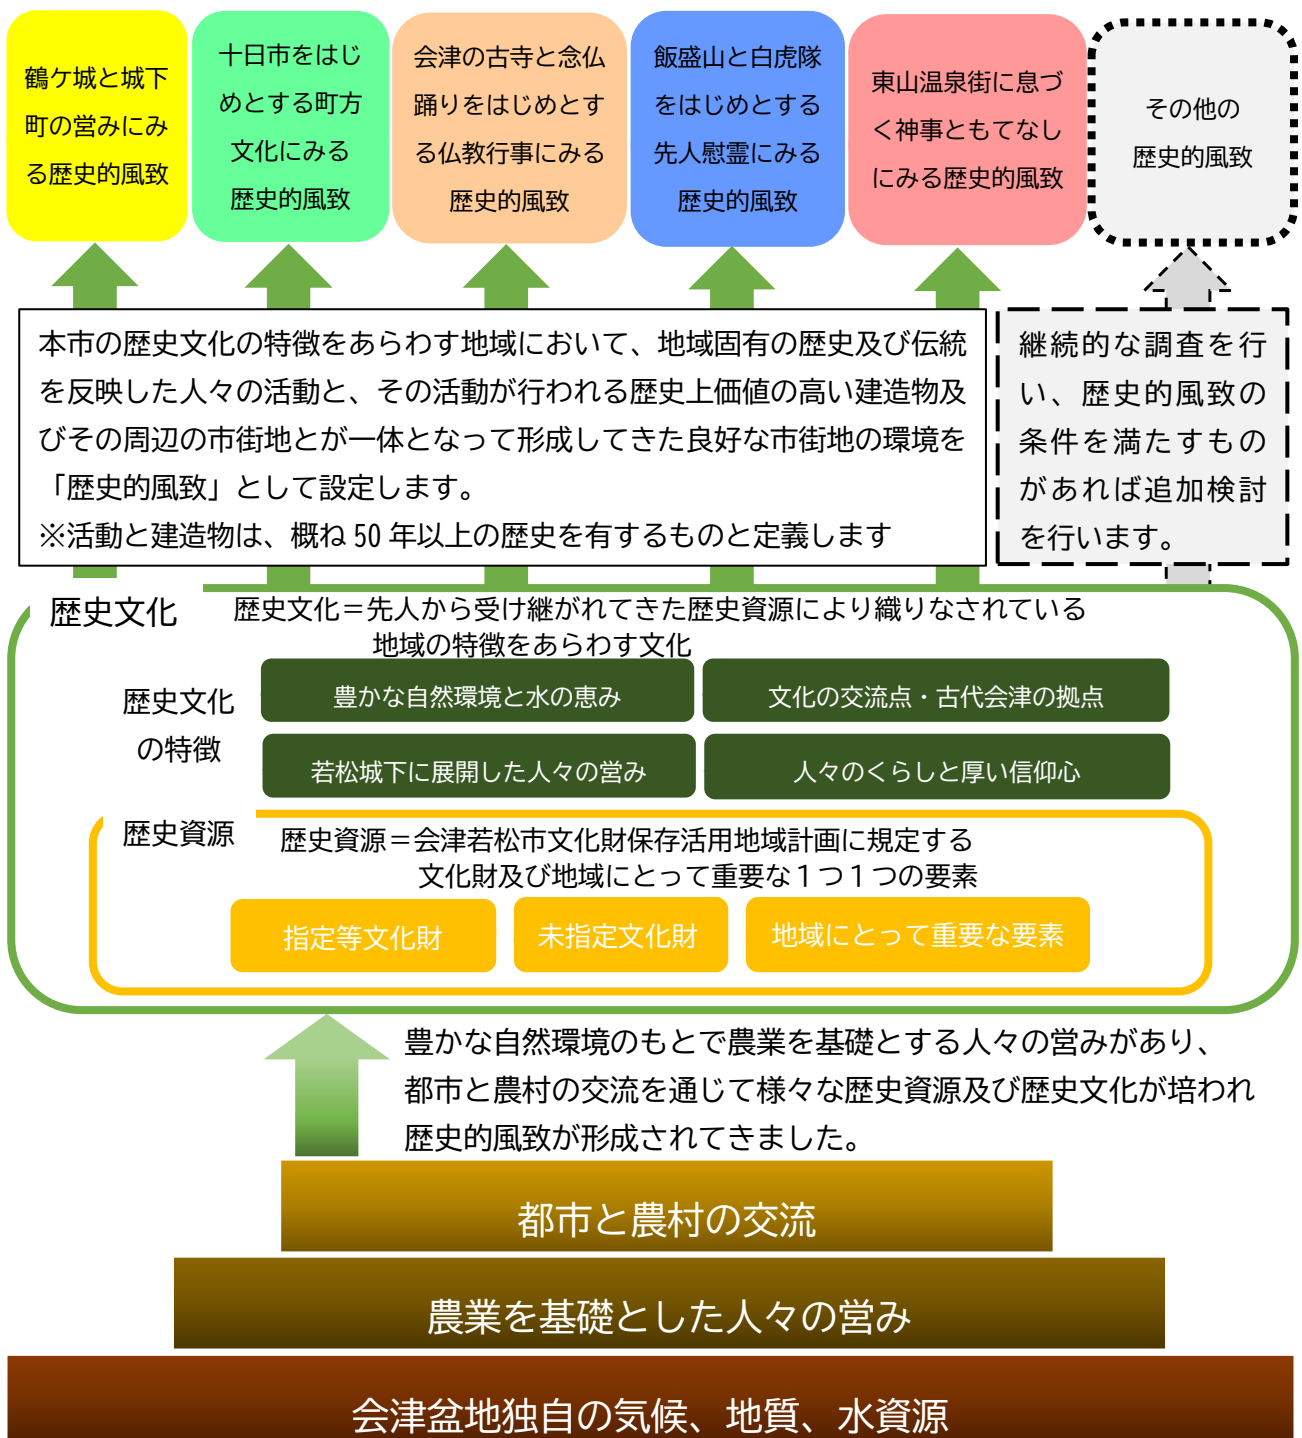 鶴ケ城と城下
町の営みにみ
る歴史的風致
十日市をはじ
めとする町方
文化にみる
歴史的風致
会津の古寺と念仏
踊りをはじめとす
る仏教行事にみる
歴史的風致
飯盛山と白虎隊
をはじめとする
先人慰霊にみる
歴史的風致
東山温泉街に息づ
く神事ともてなし
にみる歴史的風致
その他の
歴史的風致
本市の歴史文化の特徴をあらわす地域において、地域固有の歴史及び伝統
を反映した人々の活動と、その活動が行われる歴史上価値の高い建造物及
びその周辺の市街地とが一体となって形成してきた良好な市街地の環境を
「歴史的風致」として設定します。
※活動と建造物は、概ね 50 年以上の歴史を有するものと定義します
継続的な調査を行
い、歴史的風致の
条件を満たすもの
があれば追加検討
を行います。
歴史文化
歴史文化＝先人から受け継がれてきた歴史資源により織りなされている
地域の特徴をあらわす文化
歴史文化
の特徴
豊かな自然環境と水の恵み
文化の交流点・古代会津の拠点
若松城下に展開した人々の営み
人々のくらしと厚い信仰心
歴史資源
歴史資源＝会津若松市文化財保存活用地域計画に規定する
文化財及び地域にとって重要な１つ１つの要素
指定等文化財
未指定文化財
地域にとって重要な要素
豊かな自然環境のもとで農業を基礎とする人々の営みがあり、
都市と農村の交流を通じて様々な歴史資源及び歴史文化が培われ
歴史的風致が形成されてきました。
都市と農村の交流
農業を基礎とした人々の営み
会津盆地独自の気候、地質、水資源